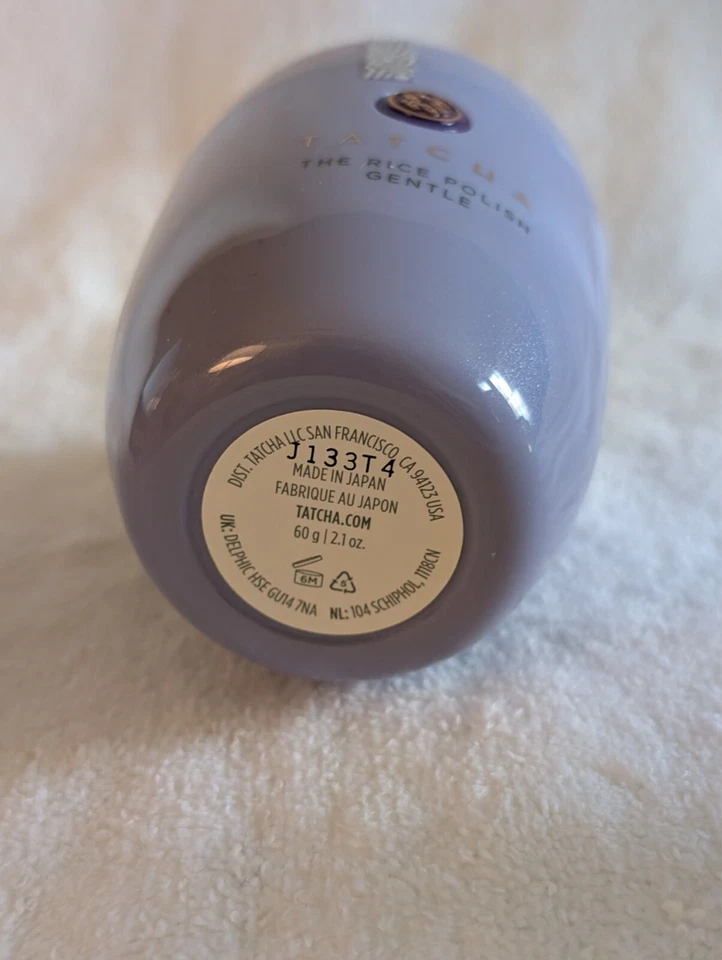 TATCHA
THE RICE POLISH
GENTLE
DIST. TATCHA LLC SAN FRANCISCO, CA 94123 USA
J133T4
MADE IN JAPAN
FABRIQUE AU JAPON
TATCHA.COM
60 g | 2.1 oz.
6M
UK: DELPHIC HSE GU14 7NA NL: 104 SCHIPHOL, 1118CN